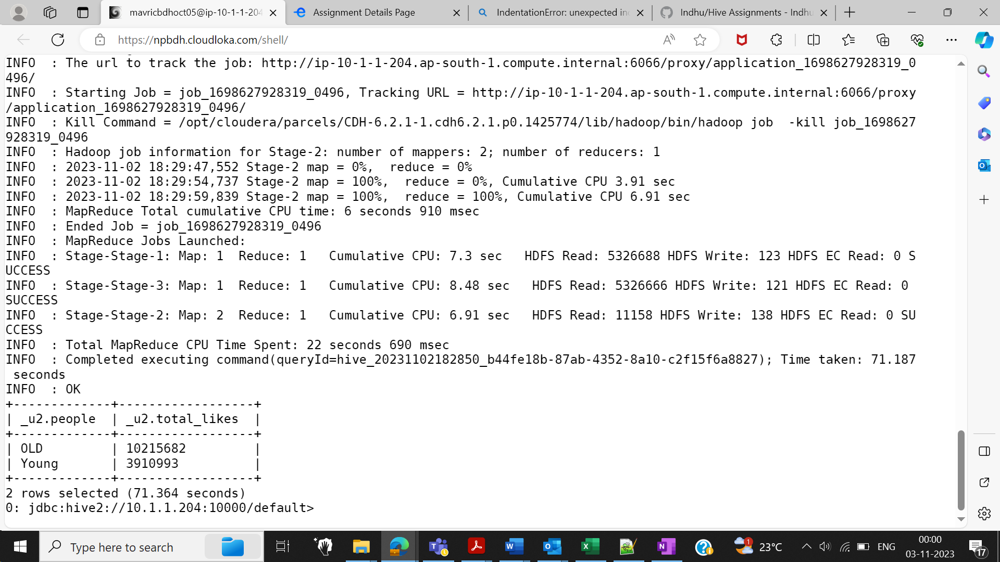 mavricbdhoct05@ip-10-1-1-204
Assignment Details Page
IndentationError: unexpected in
Indhu/Hive Assignments - Indhu
https://npbdh.cloudloka.com/shell/
INFO  : The url to track the job: http://ip-10-1-1-204.ap-south-1.compute.internal:6066/proxy/application_1698627928319_0
496/
INFO  : Starting Job = job_1698627928319_0496, Tracking URL = http://ip-10-1-1-204.ap-south-1.compute.internal:6066/proxy
/application_1698627928319_0496/
INFO  : Kill Command = /opt/cloudera/parcels/CDH-6.2.1-1.cdh6.2.1.p0.1425774/lib/hadoop/bin/hadoop job  -kill job_1698627
928319_0496
INFO  : Hadoop job information for Stage-2: number of mappers: 2; number of reducers: 1
INFO  : 2023-11-02 18:29:47,552 Stage-2 map = 0%,  reduce = 0%
INFO  : 2023-11-02 18:29:54,737 Stage-2 map = 100%,  reduce = 0%, Cumulative CPU 3.91 sec
INFO  : 2023-11-02 18:29:59,839 Stage-2 map = 100%,  reduce = 100%, Cumulative CPU 6.91 sec
INFO  : MapReduce Total cumulative CPU time: 6 seconds 910 msec
INFO  : Ended Job = job_1698627928319_0496
INFO  : MapReduce Jobs Launched:
INFO  : Stage-Stage-1: Map: 1  Reduce: 1   Cumulative CPU: 7.3 sec   HDFS Read: 5326688 HDFS Write: 123 HDFS EC Read: 0 S
UCCESS
INFO  : Stage-Stage-3: Map: 1  Reduce: 1   Cumulative CPU: 8.48 sec   HDFS Read: 5326666 HDFS Write: 121 HDFS EC Read: 0
SUCCESS
INFO  : Stage-Stage-2: Map: 2  Reduce: 1   Cumulative CPU: 6.91 sec   HDFS Read: 11158 HDFS Write: 138 HDFS EC Read: 0 SU
CCESS
INFO  : Total MapReduce CPU Time Spent: 22 seconds 690 msec
INFO  : Completed executing command(queryId=hive_20231102182850_b44fe18b-87ab-4352-8a10-c2f15f6a8827); Time taken: 71.187
 seconds
INFO  : OK
+-------------+------------------+
| _u2.people  | _u2.total_likes  |
+-------------+------------------+
| OLD         | 10215682         |
| Young       | 3910993          |
+-------------+------------------+
2 rows selected (71.364 seconds)
0: jdbc:hive2://10.1.1.204:10000/default>
Type here to search
1
23°C
ENG
00:00
03-11-2023
17